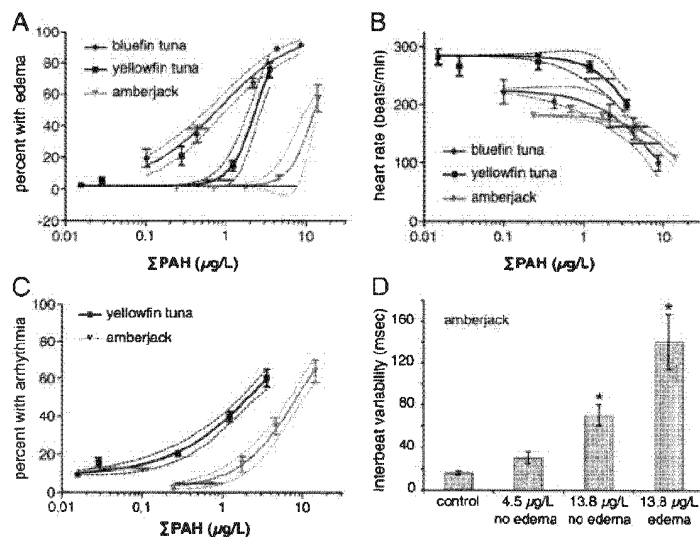 A
percent with edema
100
80
60
40
20
0
-20
bluefin tuna
yellowfin tuna
amberjack
0.01 0.1 1 10
∑PAH (µg/L)
B
heart rate (beats/min)
300
200
100
0
bluefin tuna
yellowfin tuna
amberjack
0.01 0.1 1 10
∑PAH (µg/L)
C
percent with arrhythmia
100
80
60
40
20
0
yellowfin tuna
amberjack
0.01 0.1 1 10
∑PAH (µg/L)
D
Interbeat variability (msec)
160
120
80
40
0
amberjack
*
*
control
4.5 µg/L
no edema
13.8 µg/L
no edema
13.8 µg/L
edema